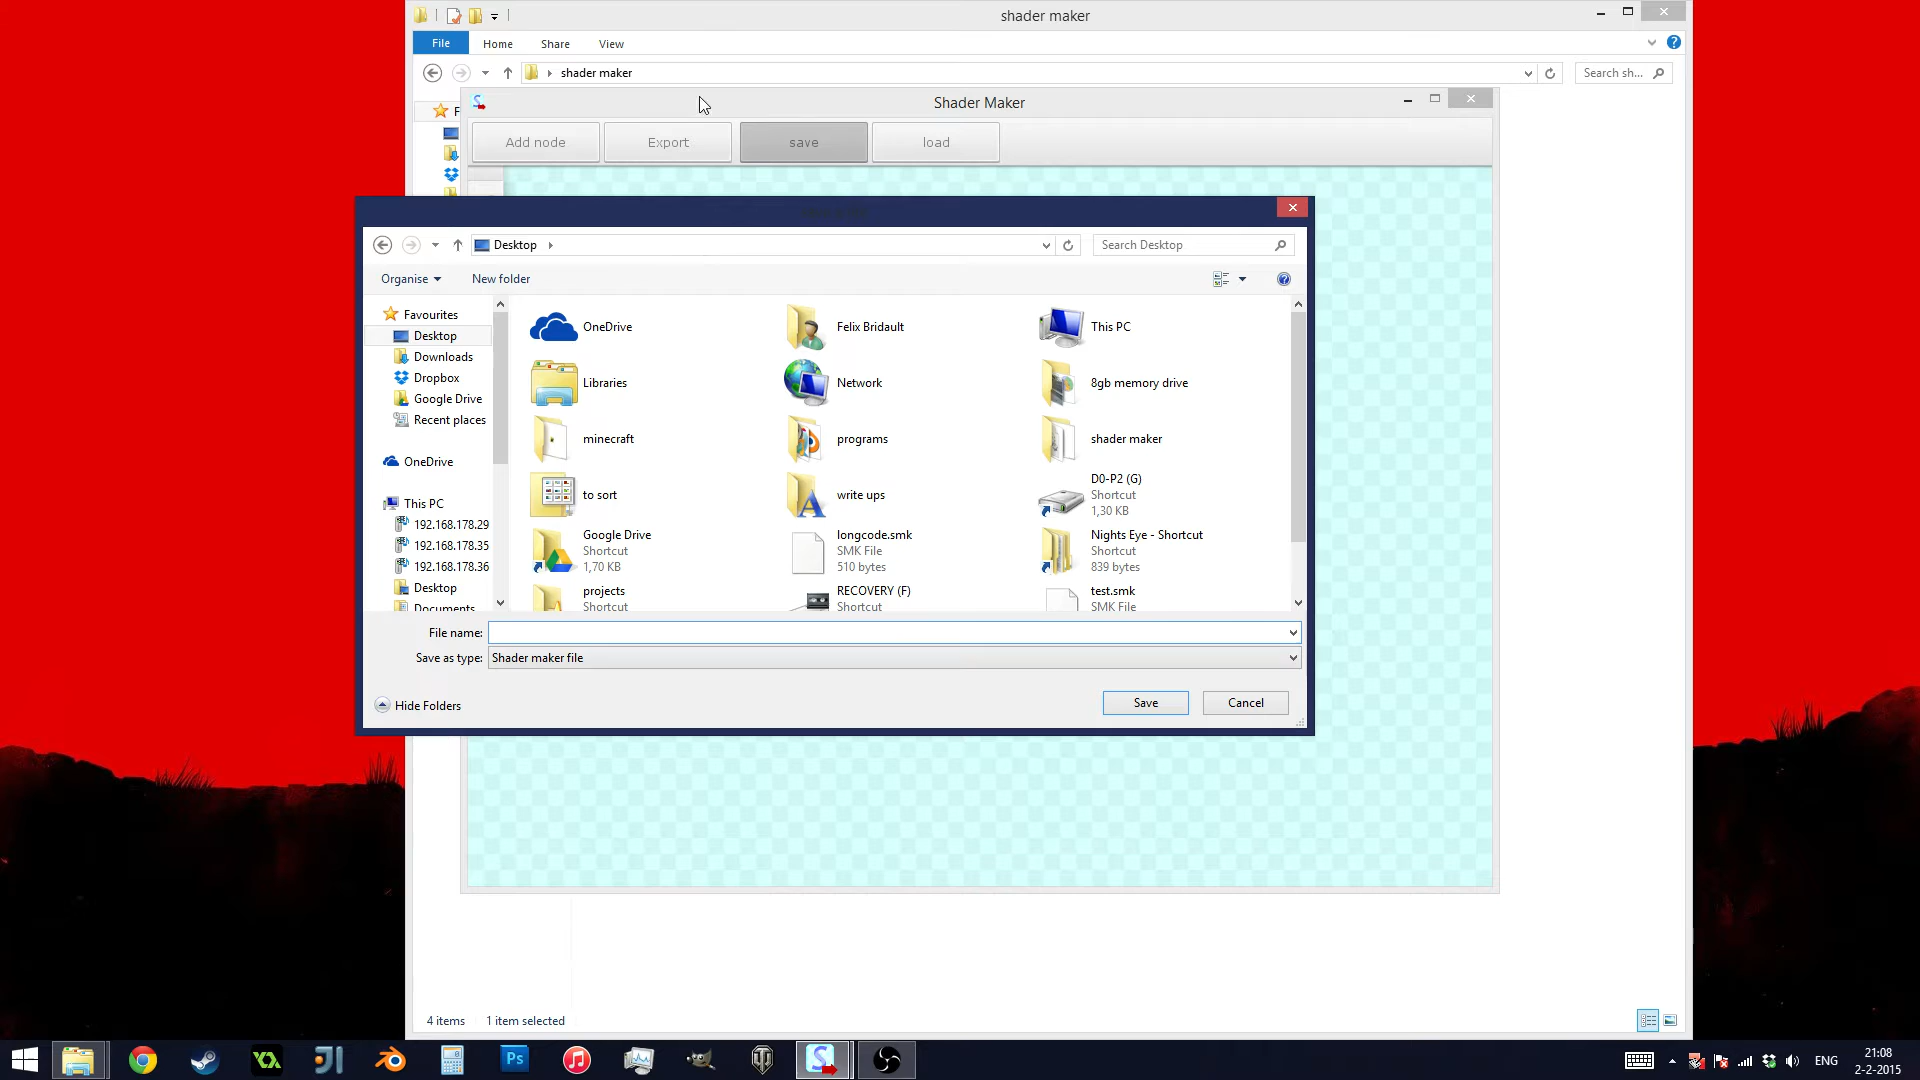 shader maker
File Home Share View
shader maker
Search sh...
F
Shader Maker
Add node Export save load
Desktop
Search Desktop
Organise New folder
Favourites
Desktop
Downloads
Dropbox
Google Drive
Recent places
OneDrive
This PC
192.168.178.29
192.168.178.35
192.168.178.36
Desktop
Documents
OneDrive
Felix Bridault
This PC
Libraries
Network
8gb memory drive
minecraft
programs
shader maker
to sort
write ups
D0-P2 (G)
Shortcut
1,30 KB
Google Drive
Shortcut
1,70 KB
longcode.smk
SMK File
510 bytes
Nights Eye - Shortcut
Shortcut
839 bytes
projects
Shortcut
RECOVERY (F)
Shortcut
test.smk
SMK File
File name:
Save as type: Shader maker file
Hide Folders
Save Cancel
4 items 1 item selected
Ps
ENG
21:08
2-2-2015